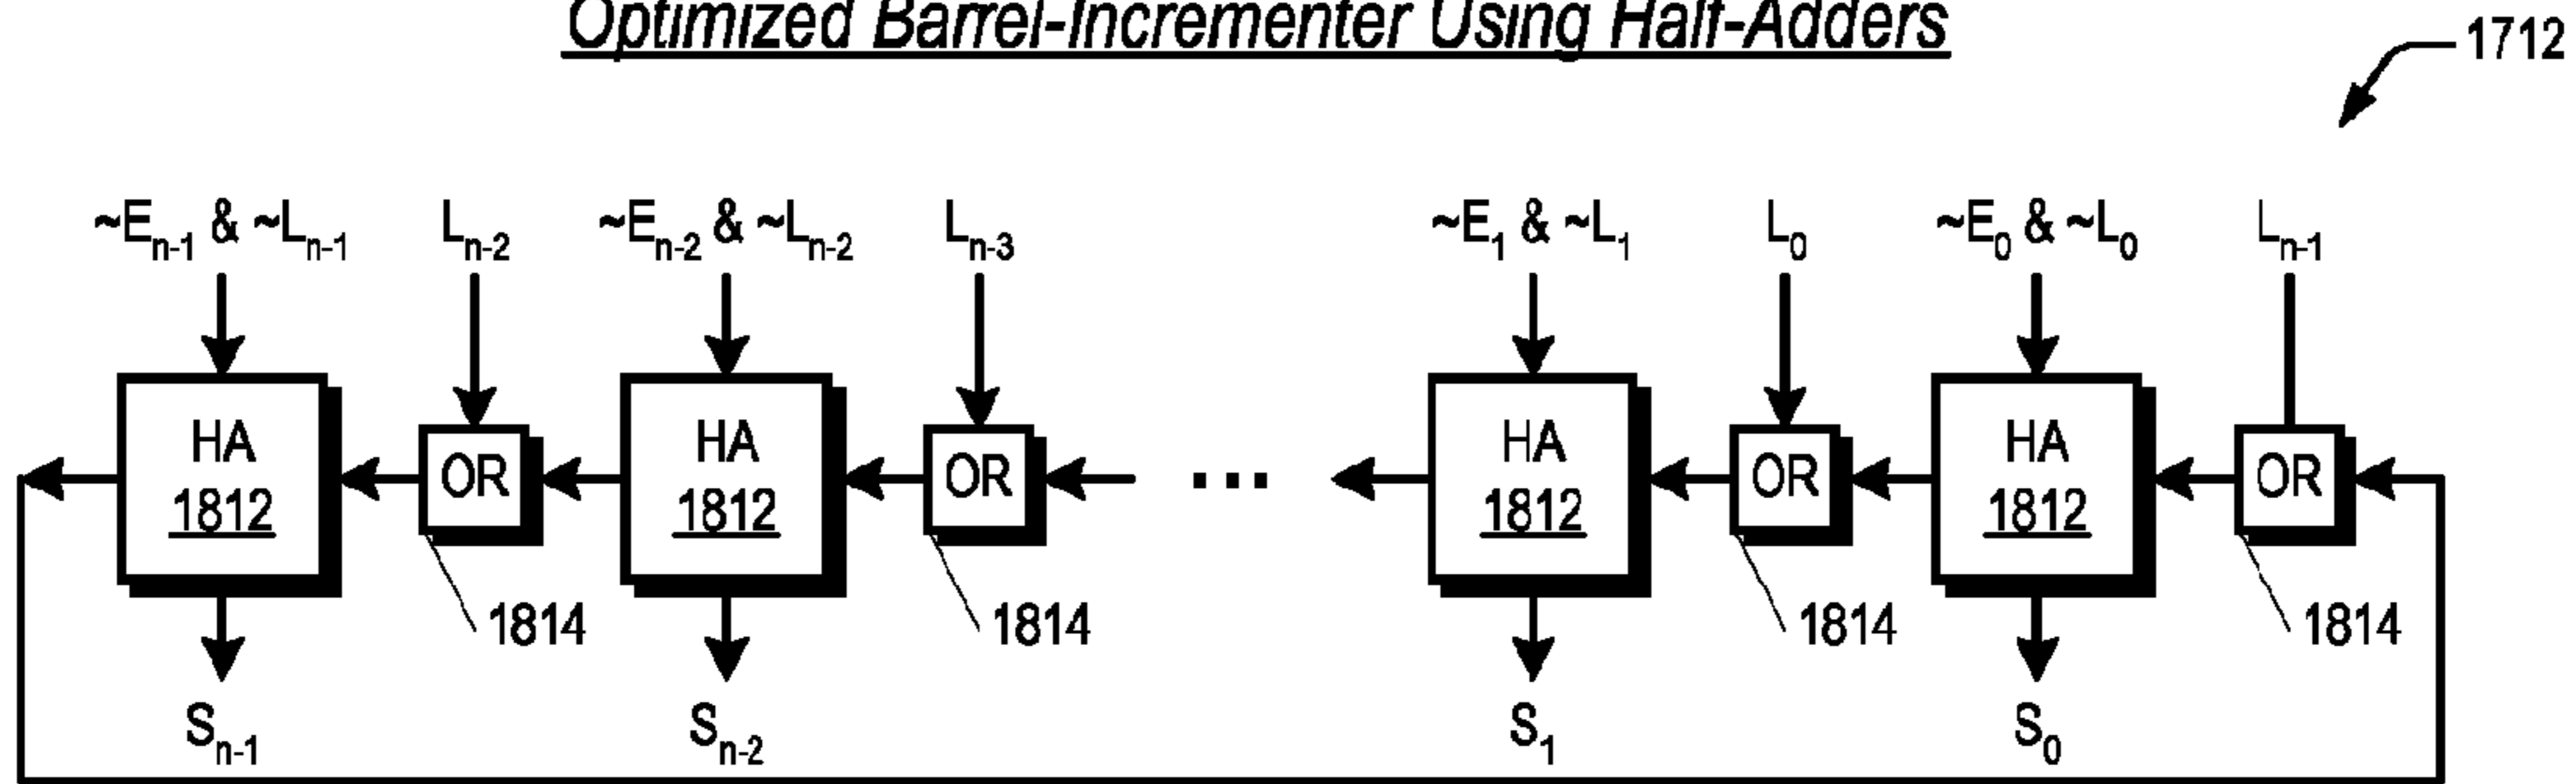 Optimized Barrel-Incrementer Using Half-Adders
1712
~Eₙ₋₁ & ~Lₙ₋₁ Lₙ₋₂ ~Eₙ₋₂ & ~Lₙ₋₂ Lₙ₋₃ ~E₁ & ~L₁ L₀ ~E₀ & ~L₀ Lₙ₋₁
HA HA HA HA
OR OR ... OR OR
1812 1812 1812 1812
1814 1814 1814 1814
Sₙ₋₁ Sₙ₋₂ S₁ S₀